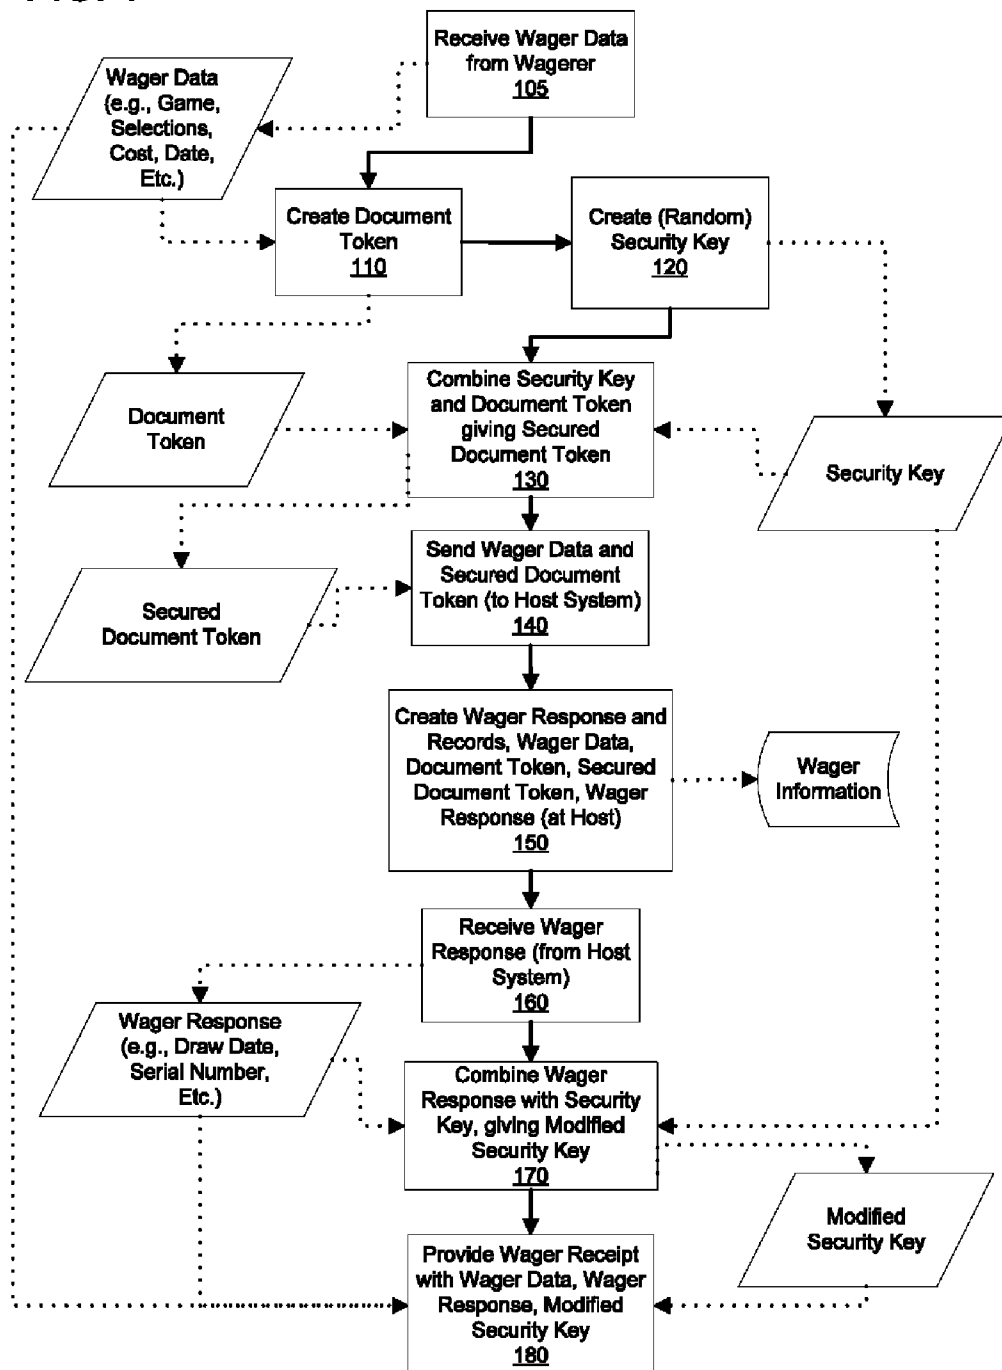 Receive Wager Data
from Wagerer
105
Wager Data
(e.g., Game,
Selections,
Cost, Date,
Etc.)
Create Document
Token
110
Create (Random)
Security Key
120
Combine Security Key
and Document Token
giving Secured
Document Token
130
Document
Token
Security Key
Send Wager Data and
Secured Document
Token (to Host System)
140
Secured
Document Token
Create Wager Response and
Records, Wager Data,
Document Token, Secured
Document Token, Wager
Response (at Host)
150
Wager
Information
Receive Wager
Response (from Host
System)
160
Wager Response
(e.g., Draw Date,
Serial Number,
Etc.)
Combine Wager
Response with Security
Key, giving Modified
Security Key
170
Modified
Security Key
Provide Wager Receipt
with Wager Data, Wager
Response, Modified
Security Key
180